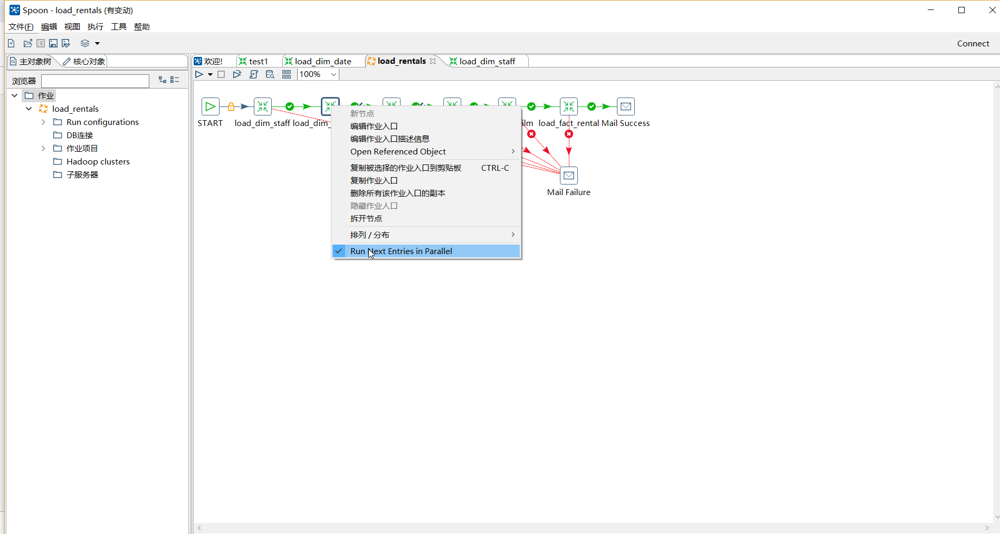 Spoon - load_rentals (有变动)
文件(F) 编辑 视图 执行 工具 帮助
Connect
主对象树 核心对象
欢迎! test1 load_dim_date load_rentals load_dim_staff
100%
浏览器
作业
load_rentals
Run configurations
DB连接
作业项目
Hadoop clusters
子服务器
START load_dim_staff load_dim_ ilm load_fact_rental Mail Success
Mail Failure
新节点
编辑作业入口
编辑作业入口描述信息
Open Referenced Object
复制被选择的作业入口到剪贴板 CTRL-C
复制作业入口
删除所有该作业入口的副本
隐藏作业人口
拆开节点
排列 / 分布
Run Next Entries in Parallel